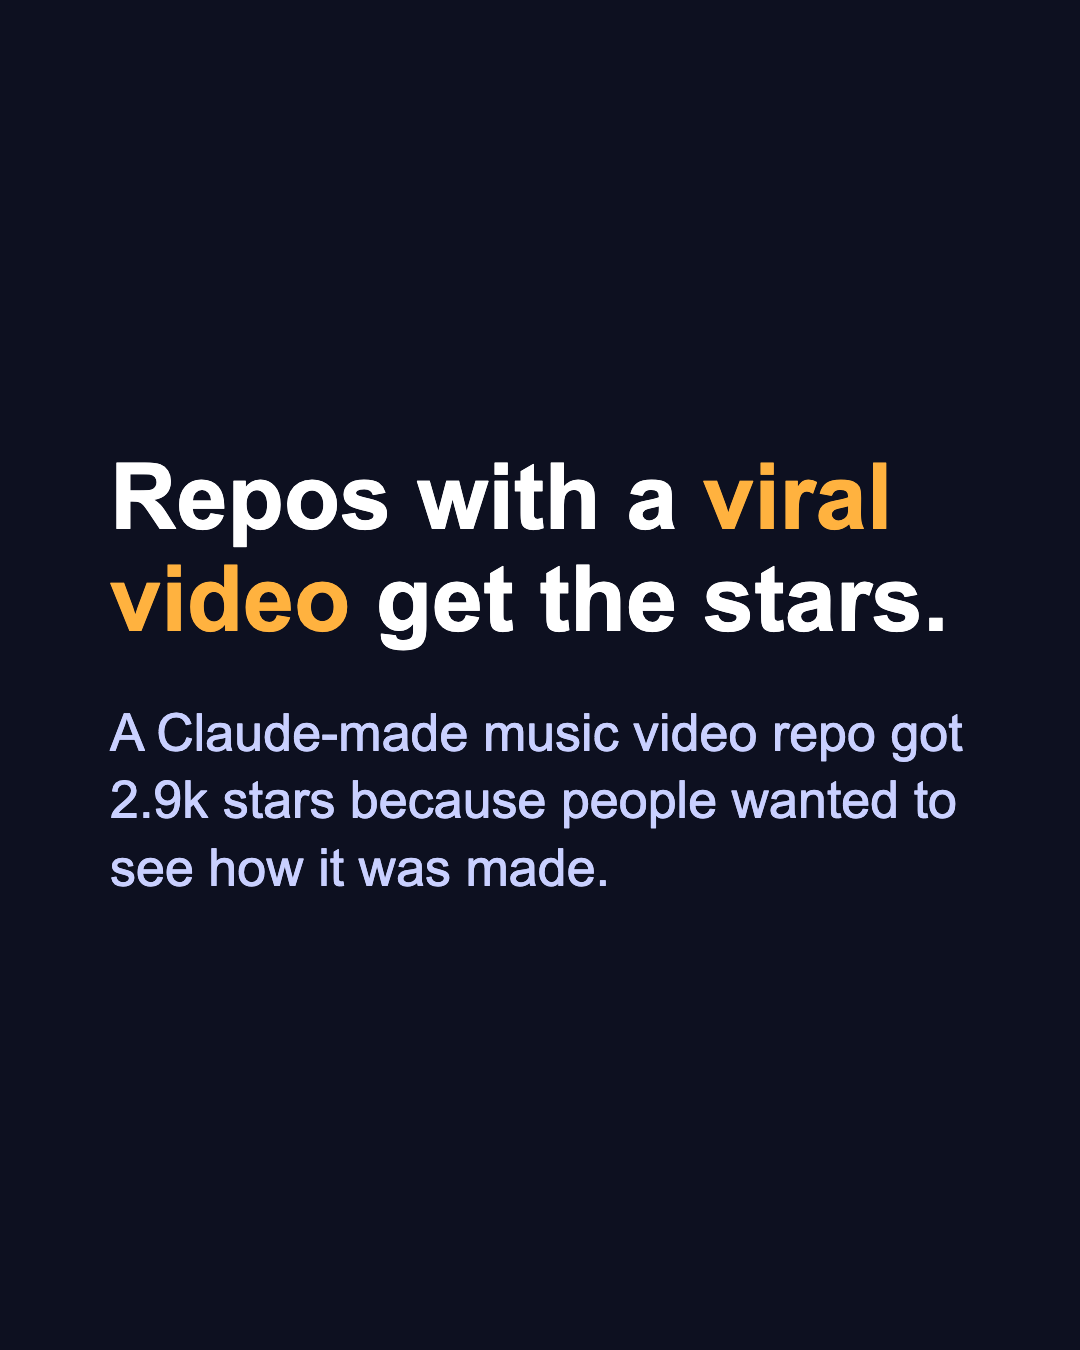 Repos with a viral
video get the stars.
A Claude-made music video repo got
2.9k stars because people wanted to
see how it was made.